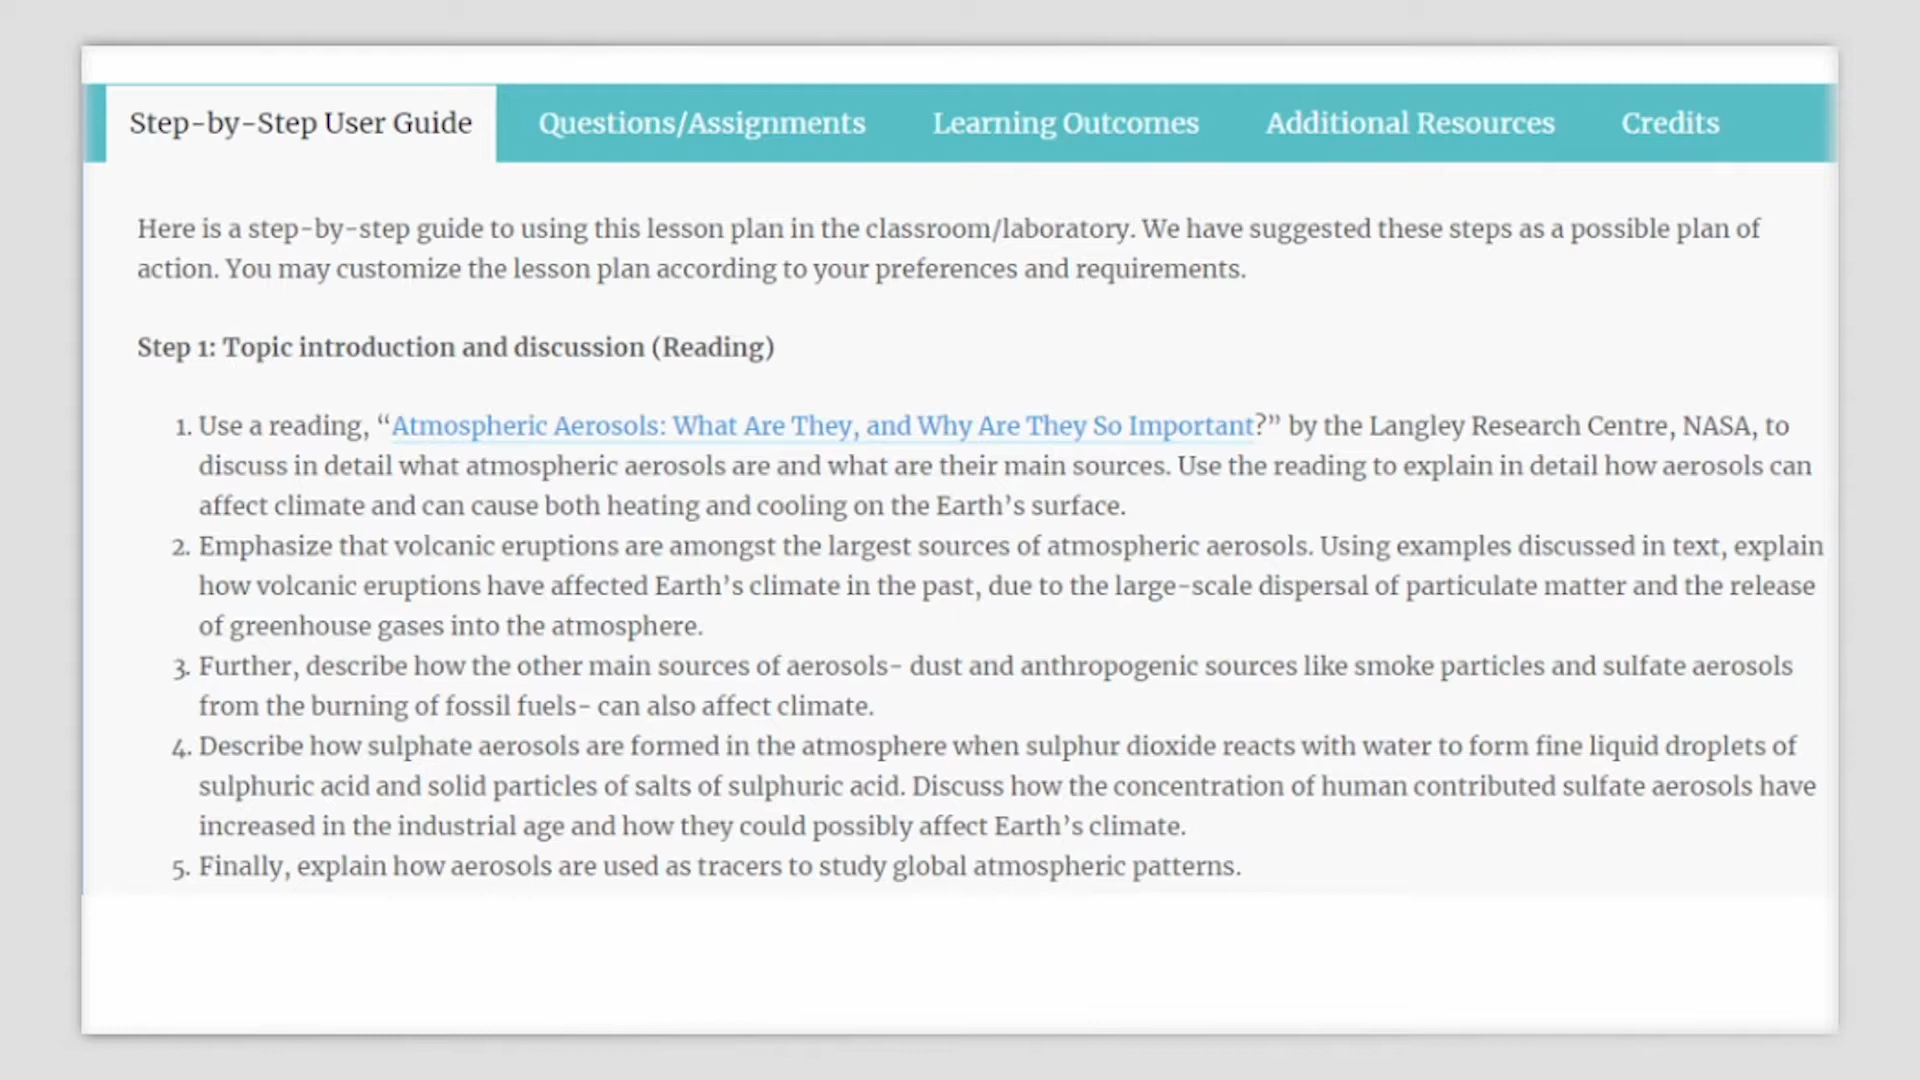 Step-by-Step User Guide
Questions/Assignments
Learning Outcomes
Additional Resources
Credits
Here is a step-by-step guide to using this lesson plan in the classroom/laboratory. We have suggested these steps as a possible plan of
action. You may customize the lesson plan according to your preferences and requirements.
Step 1: Topic introduction and discussion (Reading)
1. Use a reading, “Atmospheric Aerosols: What Are They, and Why Are They So Important?” by the Langley Research Centre, NASA, to
discuss in detail what atmospheric aerosols are and what are their main sources. Use the reading to explain in detail how aerosols can
affect climate and can cause both heating and cooling on the Earth’s surface.
2. Emphasize that volcanic eruptions are amongst the largest sources of atmospheric aerosols. Using examples discussed in text, explain
how volcanic eruptions have affected Earth’s climate in the past, due to the large-scale dispersal of particulate matter and the release
of greenhouse gases into the atmosphere.
3. Further, describe how the other main sources of aerosols- dust and anthropogenic sources like smoke particles and sulfate aerosols
from the burning of fossil fuels- can also affect climate.
4. Describe how sulphate aerosols are formed in the atmosphere when sulphur dioxide reacts with water to form fine liquid droplets of
sulphuric acid and solid particles of salts of sulphuric acid. Discuss how the concentration of human contributed sulfate aerosols have
increased in the industrial age and how they could possibly affect Earth’s climate.
5. Finally, explain how aerosols are used as tracers to study global atmospheric patterns.